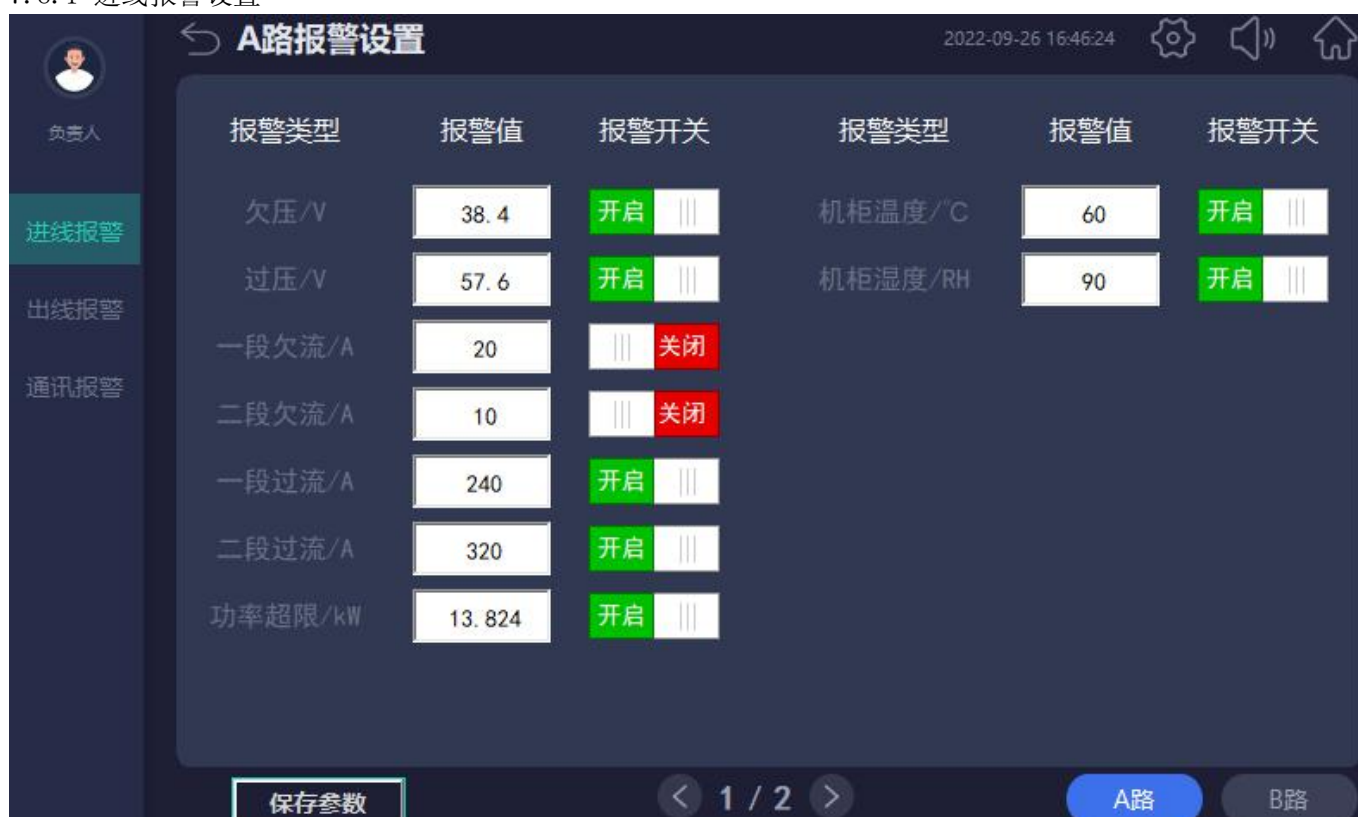 A路报警设置 2022-09-26 16:46:24
负责人
进线报警
出线报警
通讯报警
报警类型 报警值 报警开关 报警类型 报警值 报警开关
欠压/V 38.4 开启 机柜温度/℃ 60 开启
过压/V 57.6 开启 机柜湿度/RH 90 开启
一段欠流/A 20 关闭
二段欠流/A 10 关闭
一段过流/A 240 开启
二段过流/A 320 开启
功率超限/kW 13.824 开启
保存参数 < 1 / 2 > A路 B路